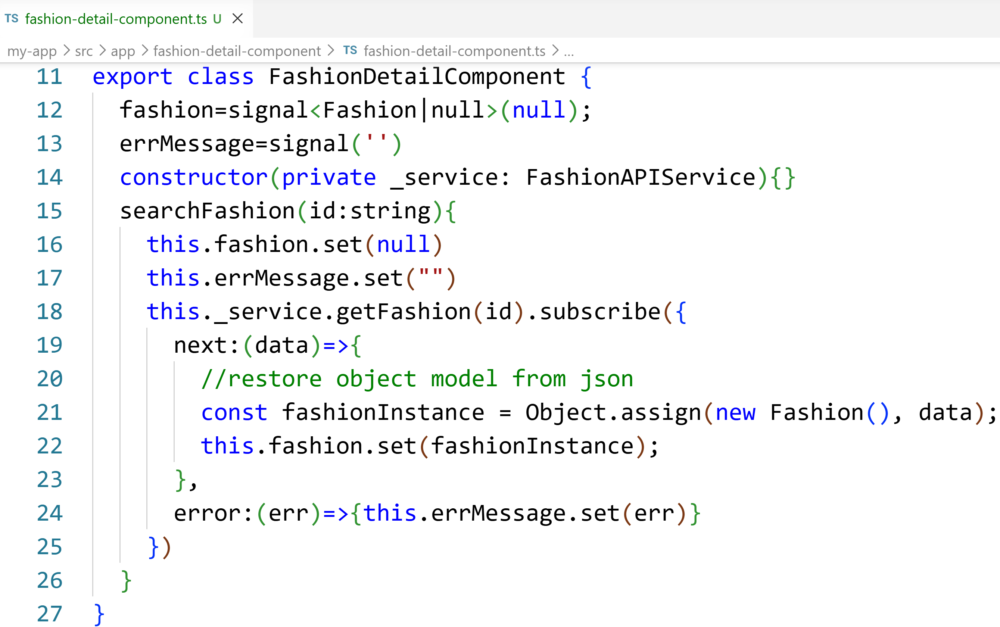 TS fashion-detail-component.ts U ×
my-app > src > app > fashion-detail-component > TS fashion-detail-component.ts > ...
11 export class FashionDetailComponent {
12 fashion=signal<Fashion|null>(null);
13 errMessage=signal('')
14 constructor(private _service: FashionAPIService){}
15 searchFashion(id:string){
16 this.fashion.set(null)
17 this.errMessage.set("")
18 this._service.getFashion(id).subscribe({
19 next:(data)=>{
20 //restore object model from json
21 const fashionInstance = Object.assign(new Fashion(), data);
22 this.fashion.set(fashionInstance);
23 },
24 error:(err)=>{this.errMessage.set(err)}
25 })
26 }
27 }